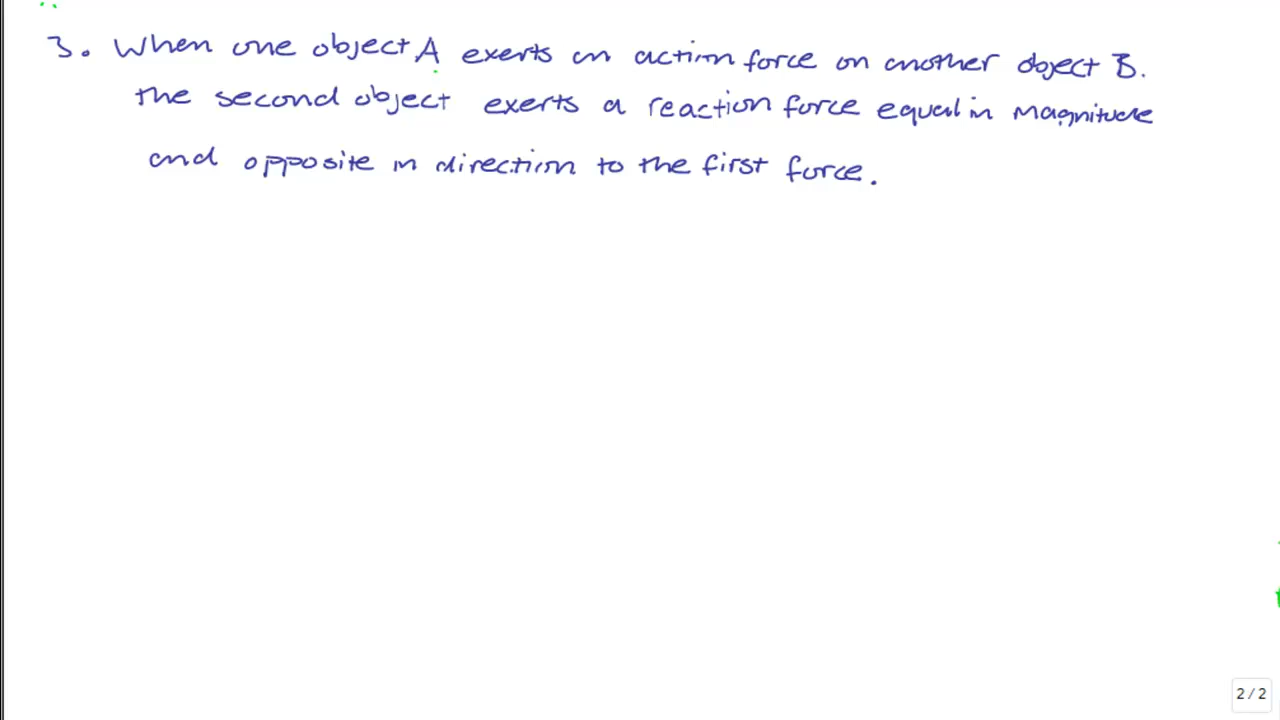 3. When one object A exerts an action force on another object B.
the second object exerts a reaction force equal in magnitude
and opposite in direction to the first force.
2 / 2